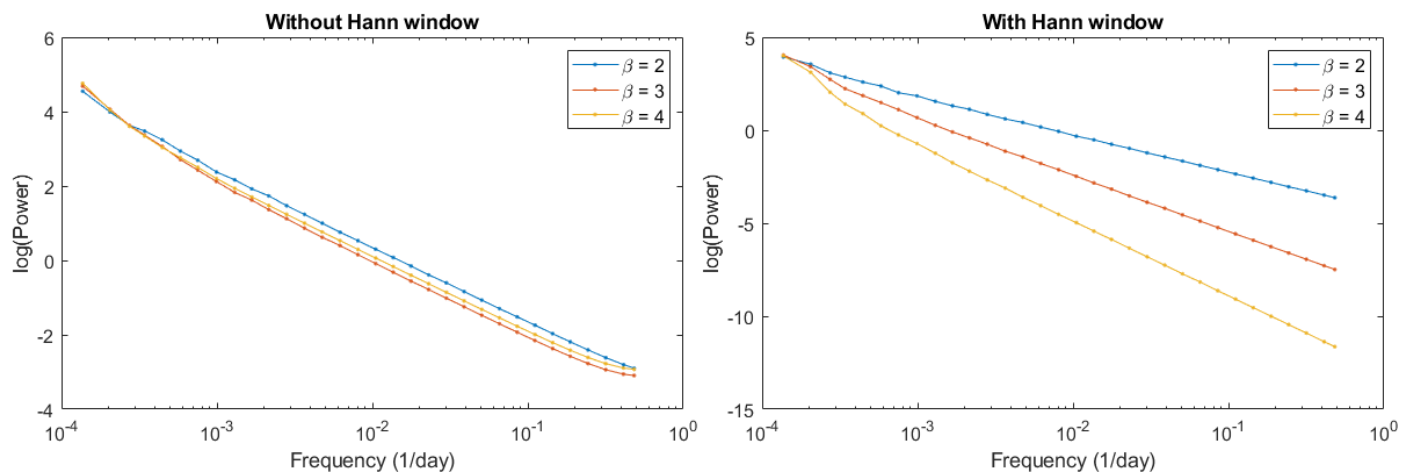 Without Hann window
6
4
2
0
-2
-4
log(Power)
10^-4
10^-3
10^-2
10^-1
10^0
Frequency (1/day)
β = 2
β = 3
β = 4
With Hann window
5
0
-5
-10
-15
log(Power)
10^-4
10^-3
10^-2
10^-1
10^0
Frequency (1/day)
β = 2
β = 3
β = 4